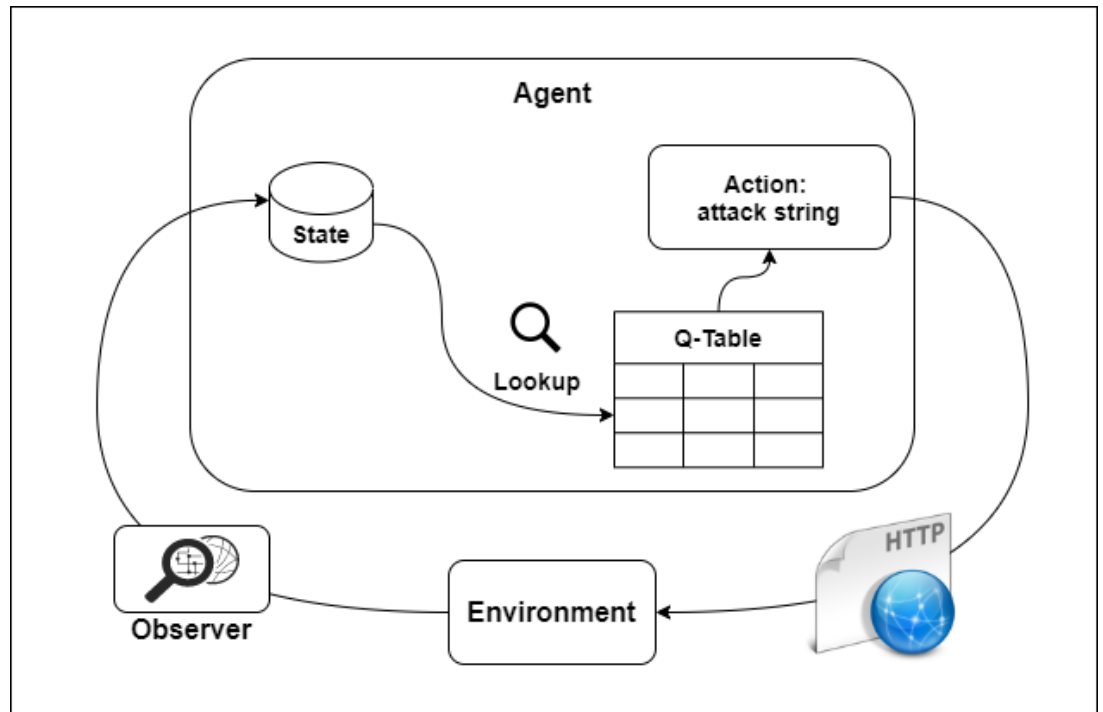 Agent
State
Action:
attack string
Lookup
Q-Table
HTTP
Observer
Environment